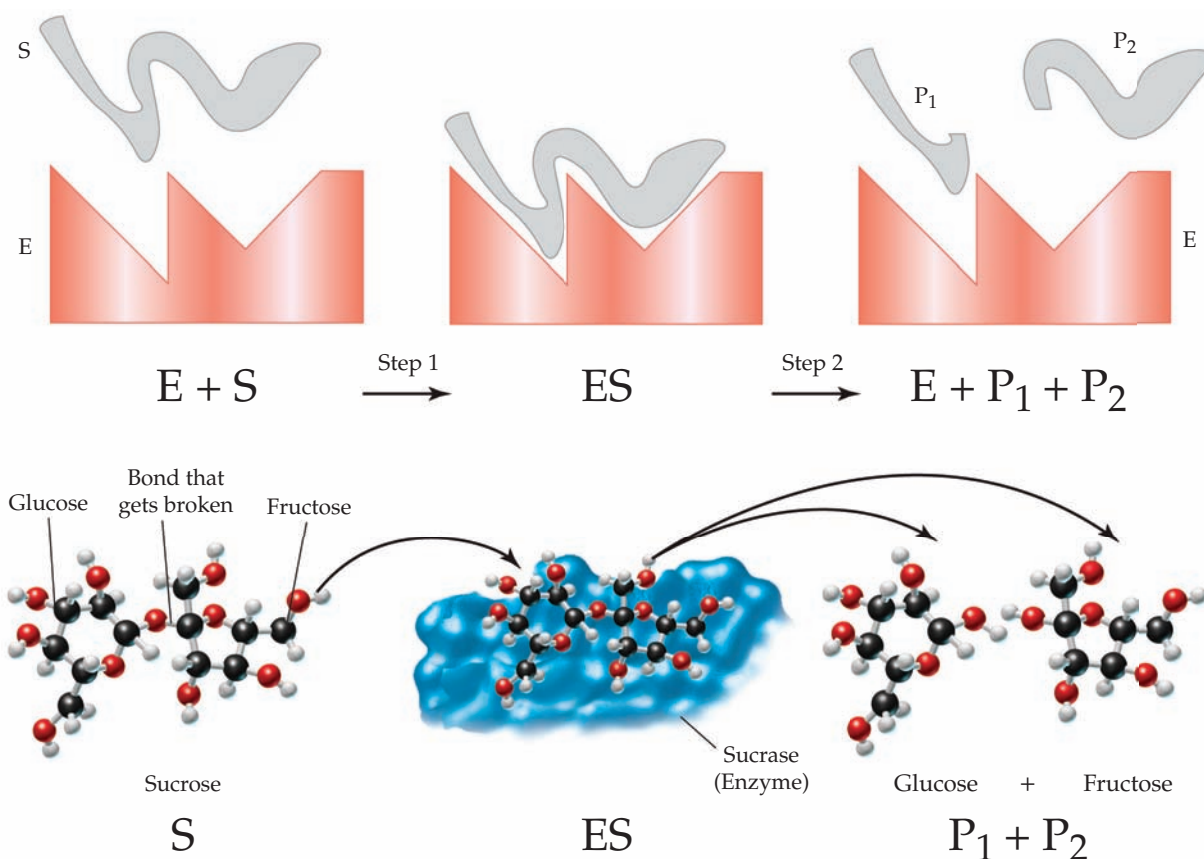 S
P₂
P₁
E
E
Step 1
Step 2
E + S
ES
E + P₁ + P₂
Bond that
gets broken
Glucose
Fructose
Sucrase
(Enzyme)
Sucrose
Glucose + Fructose
S
ES
P₁ + P₂